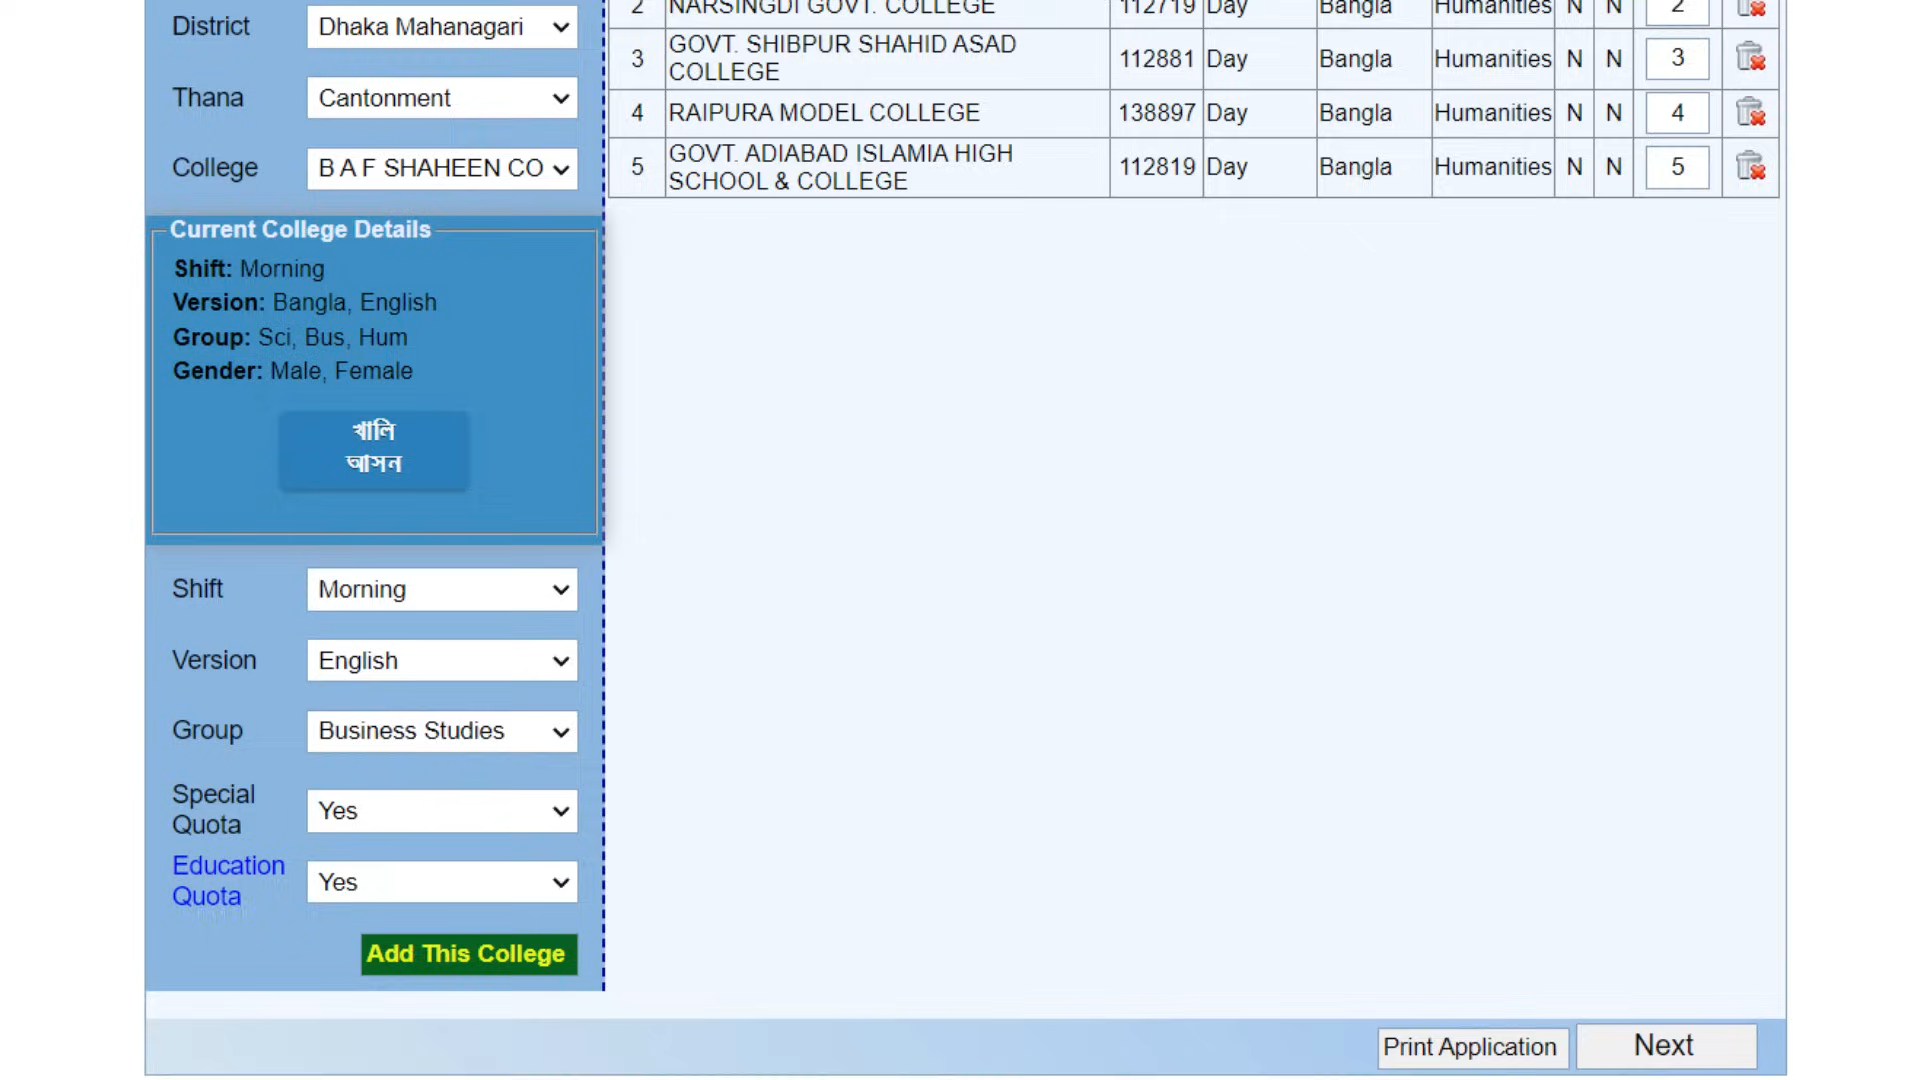 District
Dhaka Mahanagari
Thana
Cantonment
College
B A F SHAHEEN CO
Current College Details
Shift: Morning
Version: Bangla, English
Group: Sci, Bus, Hum
Gender: Male, Female
খালি
আসন
Shift
Morning
Version
English
Group
Business Studies
Special
Quota
Yes
Education
Quota
Yes
Add This College
2 NARSINGDI GOVT. COLLEGE 112719 Day Bangla Humanities N N 2
3 GOVT. SHIBPUR SHAHID ASAD
COLLEGE 112881 Day Bangla Humanities N N 3
4 RAIPURA MODEL COLLEGE 138897 Day Bangla Humanities N N 4
5 GOVT. ADIABAD ISLAMIA HIGH
SCHOOL & COLLEGE 112819 Day Bangla Humanities N N 5
Print Application
Next